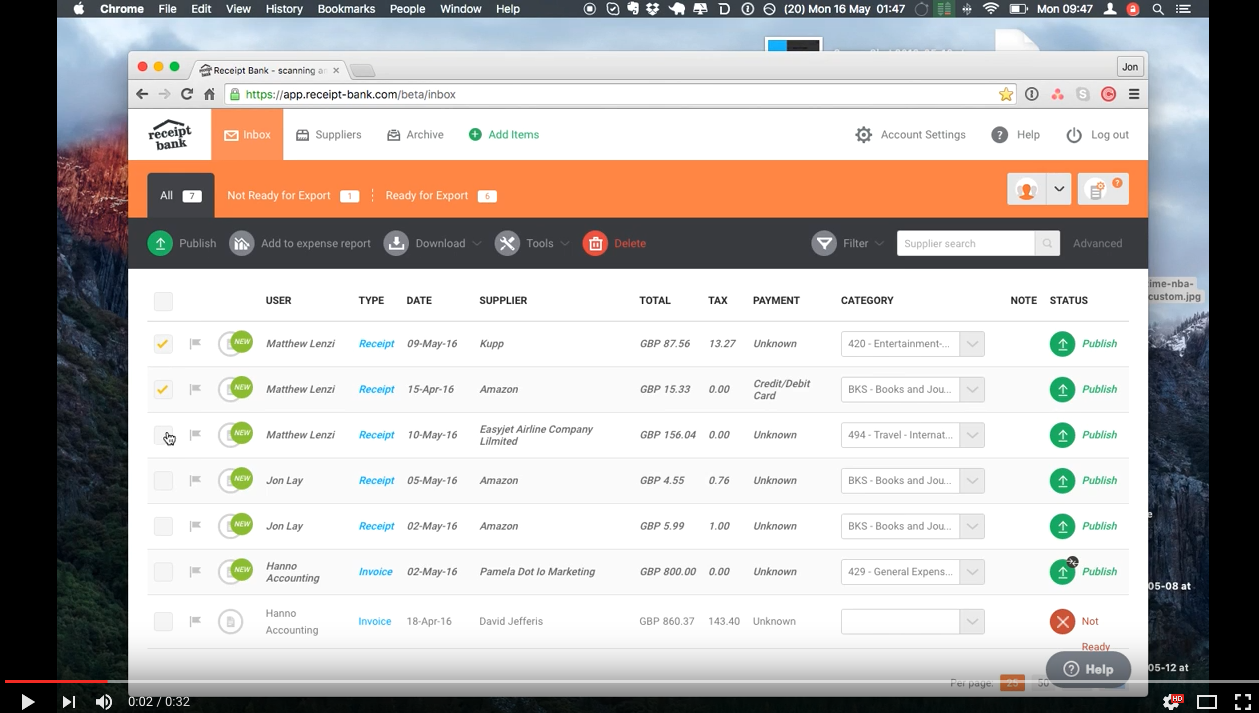 Chrome File Edit View History Bookmarks People Window Help (20) Mon 16 May 01:47 Mon 09:47
Receipt Bank - scanning a
Jon
https://app.receipt-bank.com/beta/inbox
receipt bank
Inbox Suppliers Archive Add Items Account Settings Help Log out
All 7 Not Ready for Export 1 Ready for Export 6
Publish Add to expense report Download Tools Delete Filter Supplier search Advanced
ime-nba-
custom.jpg
USER TYPE DATE SUPPLIER TOTAL TAX PAYMENT CATEGORY NOTE STATUS
NEW Matthew Lenzi Receipt 09-May-16 Kupp GBP 87.56 13.27 Unknown 420 - Entertainment-... Publish
NEW Matthew Lenzi Receipt 15-Apr-16 Amazon GBP 15.33 0.00 Credit/Debit Card BKS - Books and Jou... Publish
NEW Matthew Lenzi Receipt 10-May-16 Easyjet Airline Company Lilmited GBP 156.04 0.00 Unknown 494 - Travel - Internat... Publish
NEW Jon Lay Receipt 05-May-16 Amazon GBP 4.55 0.76 Unknown BKS - Books and Jou... Publish
NEW Jon Lay Receipt 02-May-16 Amazon GBP 5.99 1.00 Unknown BKS - Books and Jou... Publish
NEW Hanno Accounting Invoice 02-May-16 Pamela Dot Io Marketing GBP 800.00 0.00 Unknown 429 - General Expens... Publish
05-08 at
Hanno Accounting Invoice 18-Apr-16 David Jefferis GBP 860.37 143.40 Unknown Not Ready
Help
05-12 at
Per page: 25 50
0:02 / 0:32
HD